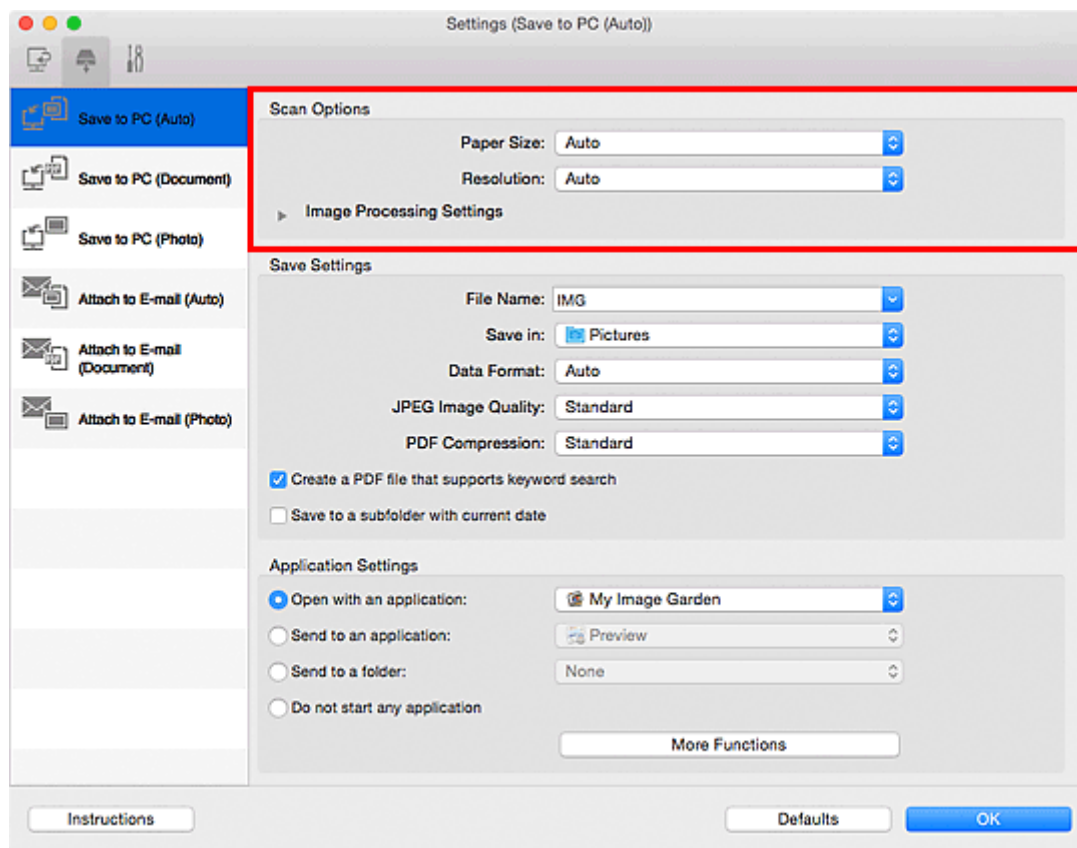 Settings (Save to PC (Auto))
Save to PC (Auto)
Save to PC (Document)
Save to PC (Photo)
Attach to E-mail (Auto)
Attach to E-mail
(Document)
Attach to E-mail (Photo)
Scan Options
Paper Size: Auto
Resolution: Auto
Image Processing Settings
Save Settings
File Name: IMG
Save in: Pictures
Data Format: Auto
JPEG Image Quality: Standard
PDF Compression: Standard
Create a PDF file that supports keyword search
Save to a subfolder with current date
Application Settings
Open with an application: My Image Garden
Send to an application: Preview
Send to a folder: None
Do not start any application
More Functions
Instructions
Defaults
OK